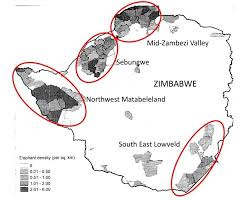 Mid-Zambezi Valley
Sebungwe
ZIMBABWE
Northwest Matabeleland
South East Lowveld
Elephant density (per sq. km)
0
0.01 - 0.50
0.51 - 1.00
1.01 - 2.00
2.01 - 6.00